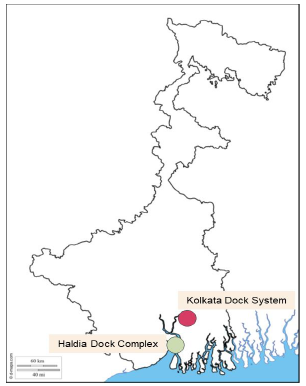 Kolkata Dock System
Haldia Dock Complex
60 km
40 mi